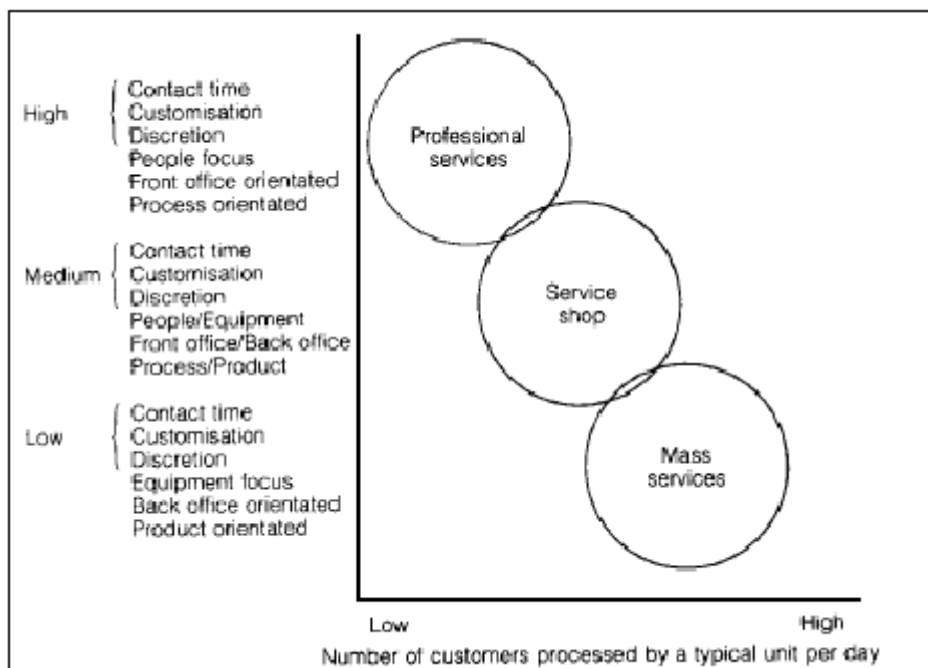 High
Contact time
Customisation
Discretion
People focus
Front office orientated
Process orientated
Medium
Contact time
Customisation
Discretion
People/Equipment
Front office/Back office
Process/Product
Low
Contact time
Customisation
Discretion
Equipment focus
Back office orientated
Product orientated
Professional
services
Service
shop
Mass
services
Low
High
Number of customers processed by a typical unit per day